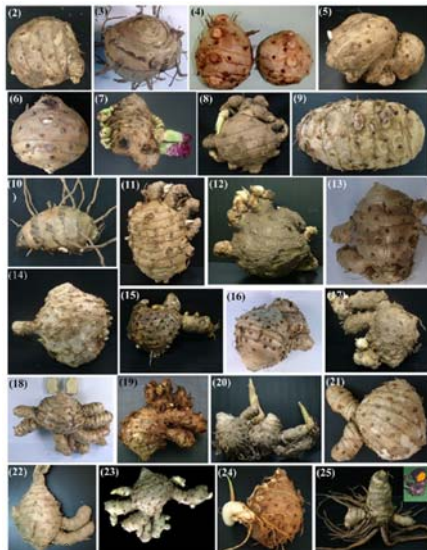 (2) (3) (4) (5)
(6) (7) (8) (9)
(10
) (11) (12) (13)
(14)
(15) (16) (17)
(18) (19) (20) (21)
(22) (23) (24) (25)